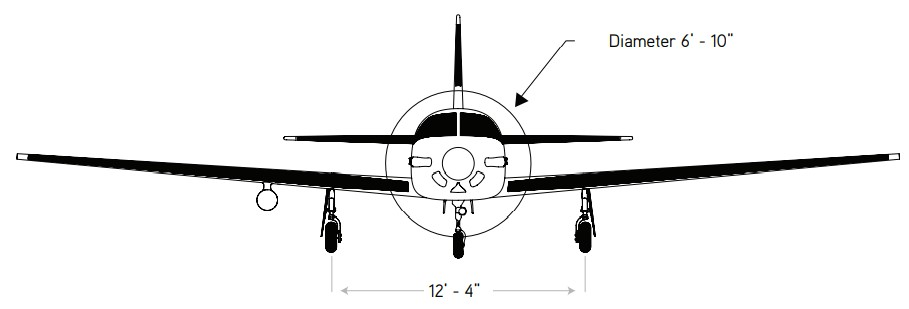 Diameter 6' - 10"
12' - 4"